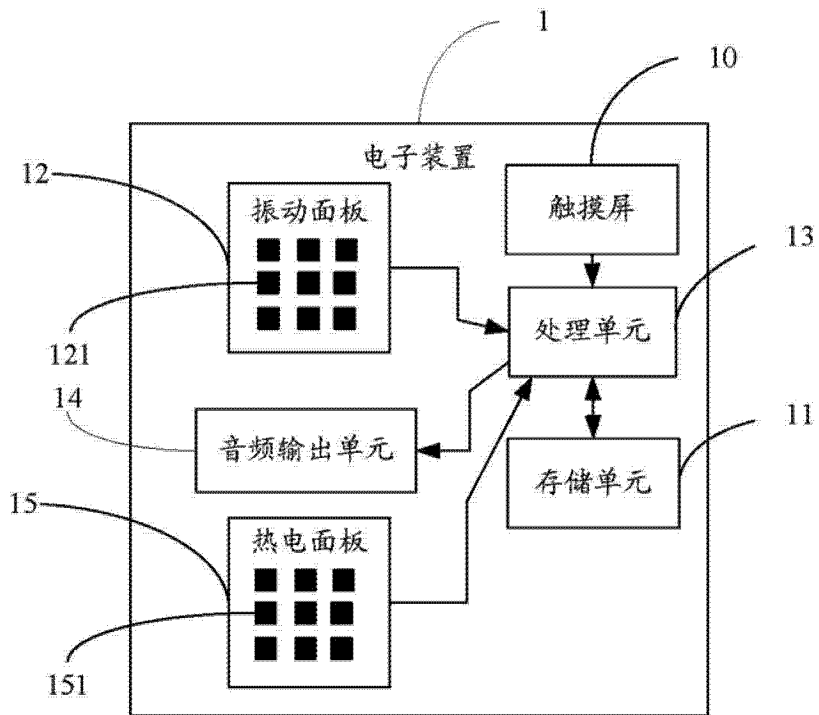 1
10
电子装置
12
振动面板
触摸屏
13
121
处理单元
14
音频输出单元
11
存储单元
15
热电面板
151